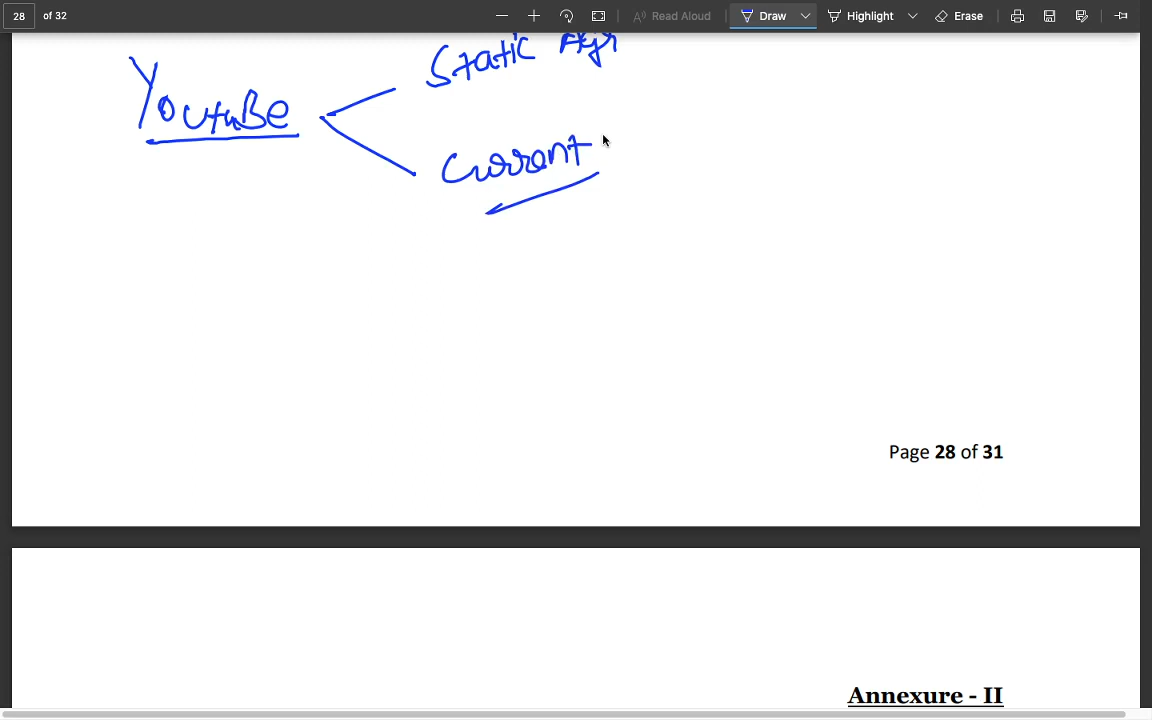 28 of 32 Read Aloud Draw Highlight Erase
Static
YoutuBe
Current
Page 28 of 31
Annexure - II